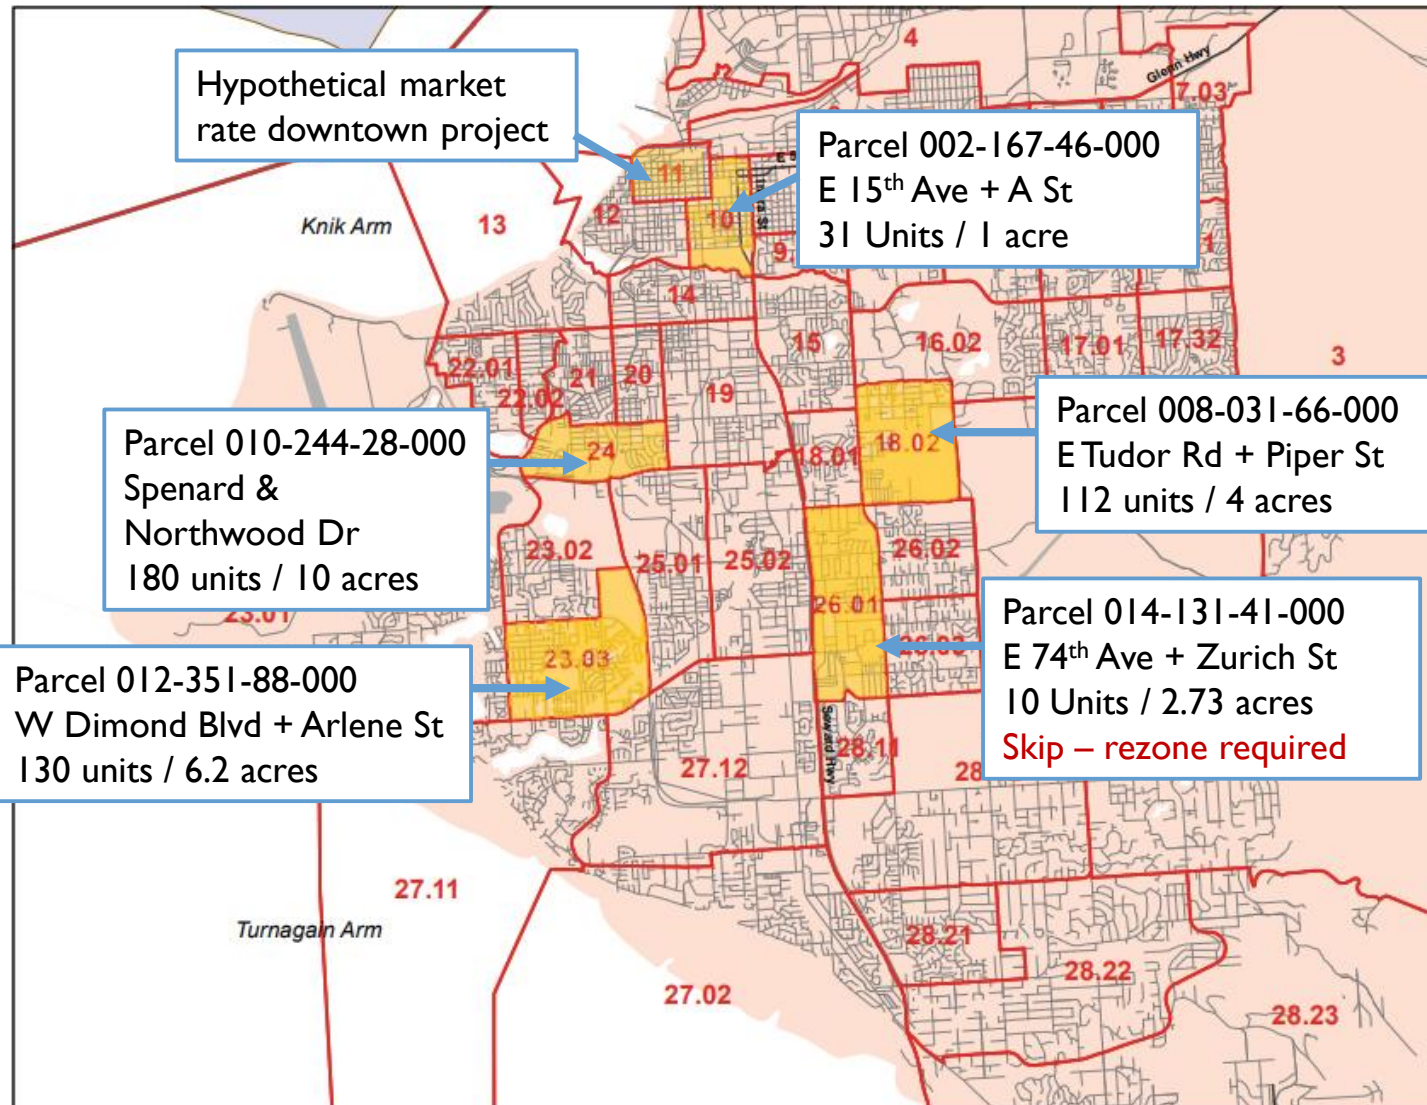 4
Glenn Hwy
7.03
Hypothetical market
rate downtown project
Parcel 002-167-46-000
E 15th Ave + A St
31 Units / 1 acre
E 5
11
Knik Arm
13
12
10
9.
1
14
15
16.02
17.01
17.32
3
22.01
22.02
21
20
19
Parcel 008-031-66-000
E Tudor Rd + Piper St
112 units / 4 acres
Parcel 010-244-28-000
Spenard &
Northwood Dr
180 units / 10 acres
24
18.01
18.02
23.02
25.01
25.02
26.02
23.01
26.01
26.03
Parcel 014-131-41-000
E 74th Ave + Zurich St
10 Units / 2.73 acres
Skip – rezone required
23.03
Parcel 012-351-88-000
W Dimond Blvd + Arlene St
130 units / 6.2 acres
Seward Hwy
28.11
27.12
28
27.11
Turnagain Arm
28.21
28.22
27.02
28.23